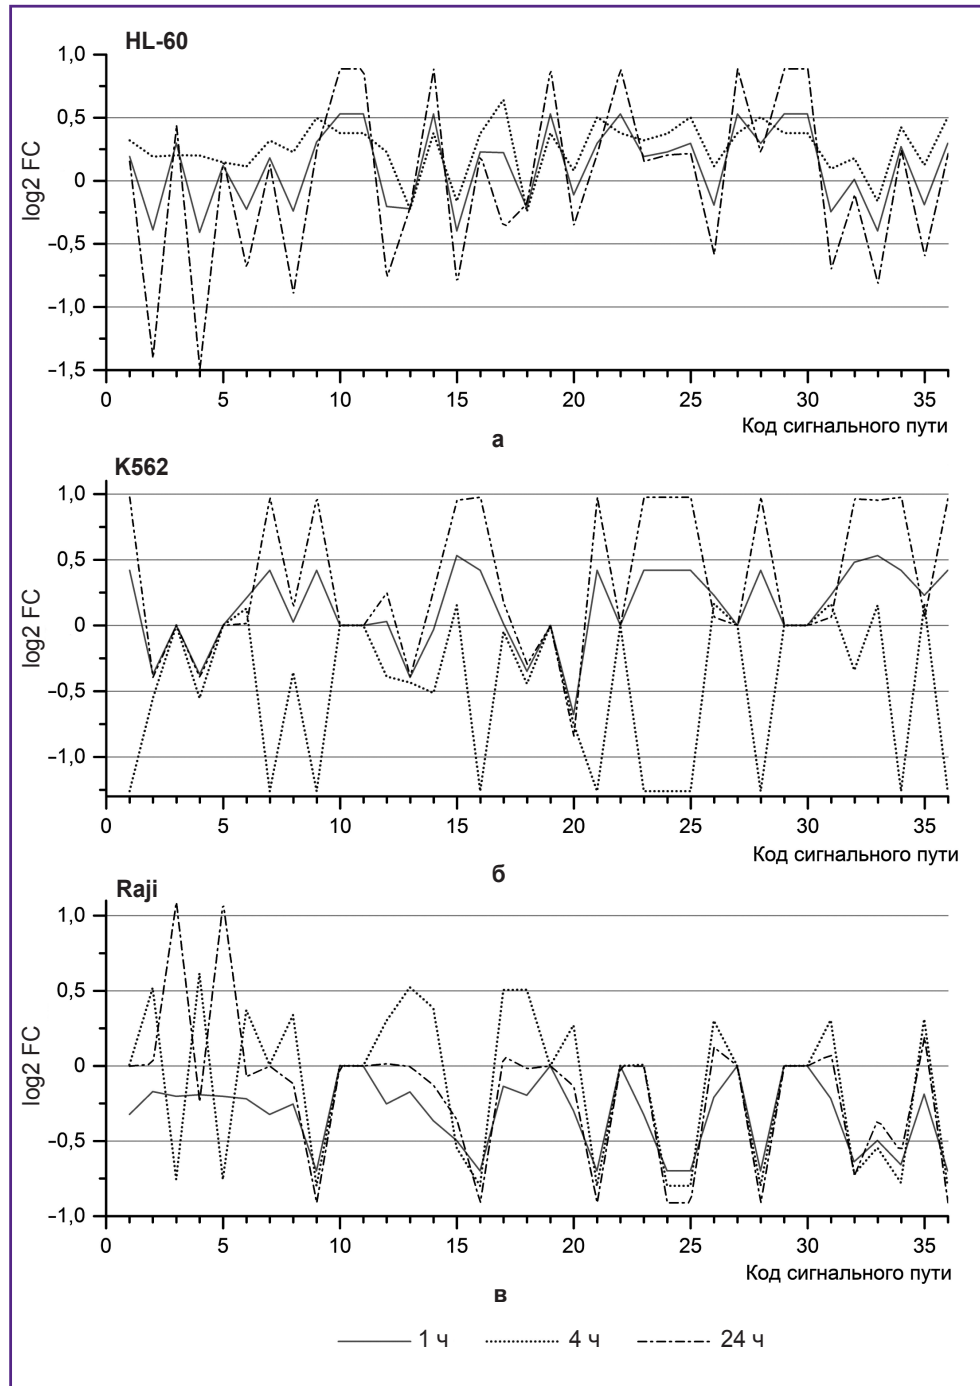 HL-60
1,0
0,5
0
–0,5
–1,0
–1,5
log2 FC
0 5 10 15 20 25 30 35
Код сигнального пути
а
K562
1,0
0,5
0
–0,5
–1,0
log2 FC
0 5 10 15 20 25 30 35
Код сигнального пути
б
Raji
1,0
0,5
0
–0,5
–1,0
log2 FC
0 5 10 15 20 25 30 35
Код сигнального пути
в
1 ч 4 ч 24 ч